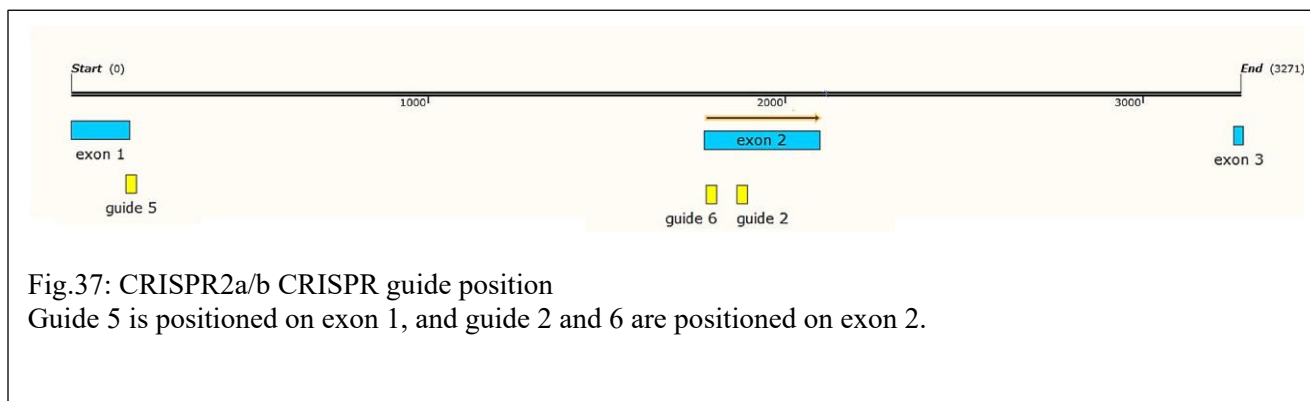 Start (0)
End (3271)
1000
2000
3000
exon 1
exon 2
exon 3
guide 5
guide 6
guide 2
Fig.37: CRISPR2a/b CRISPR guide position
Guide 5 is positioned on exon 1, and guide 2 and 6 are positioned on exon 2.